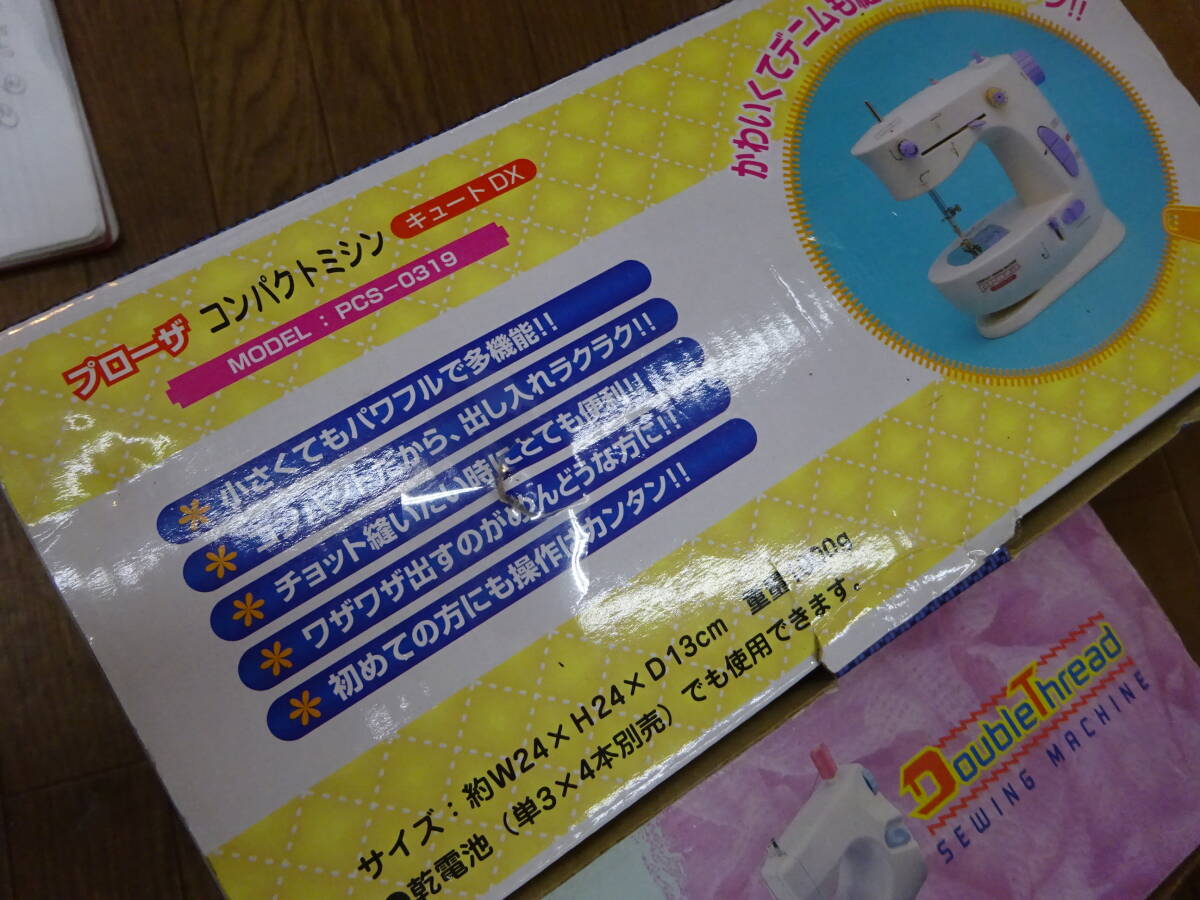 かわいくてデニムも
プローザ コンパクトミシン キュートDX
MODEL : PCS-0319
小さくてもパワフルで多機能!!
から、出し入れラクラク!!
チョット縫いたい時にとても便利!!
ワザワザ出すのがめんどうな方に!!
初めての方にも操作はカンタン!!
サイズ:約W24×H24×D13cm 重量
●乾電池(単3×4本別売)でも使用できます。
DoubleThread
SEWING MACHINE